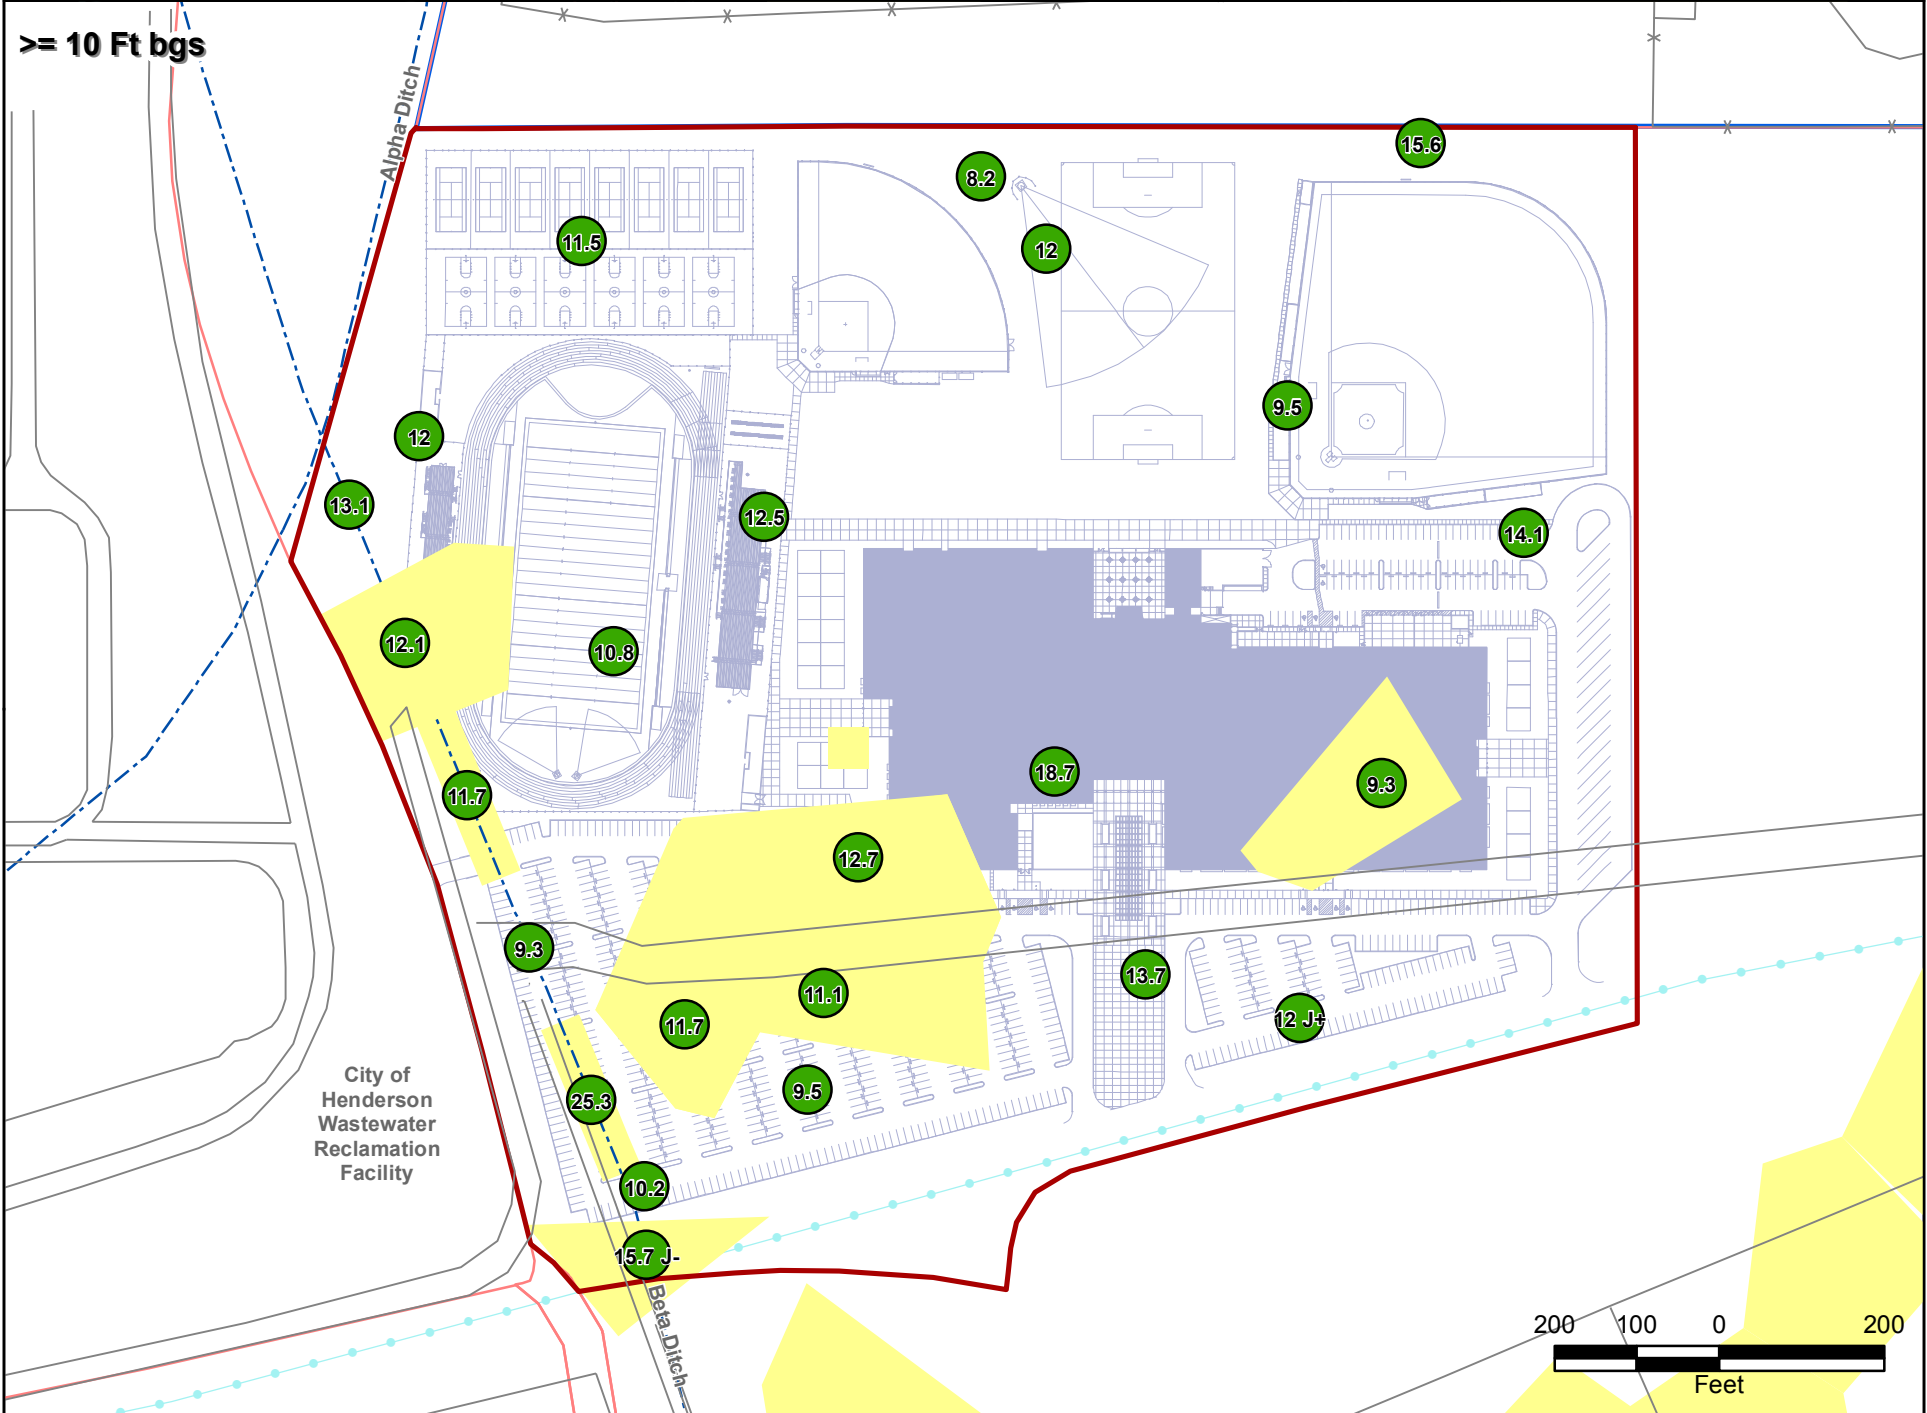 >= 10 Ft bgs
Alpha Ditch
15.6
8.2
11.5
12
9.5
12
13.1
12.5
14.1
12.1
10.8
18.7
9.3
11.7
12.7
9.3
13.7
11.1
12 J+
11.7
9.5
25.3
City of
Henderson
Wastewater
Reclamation
Facility
10.2
15.7 J-
Beta Ditch
200 100 0 200
Feet